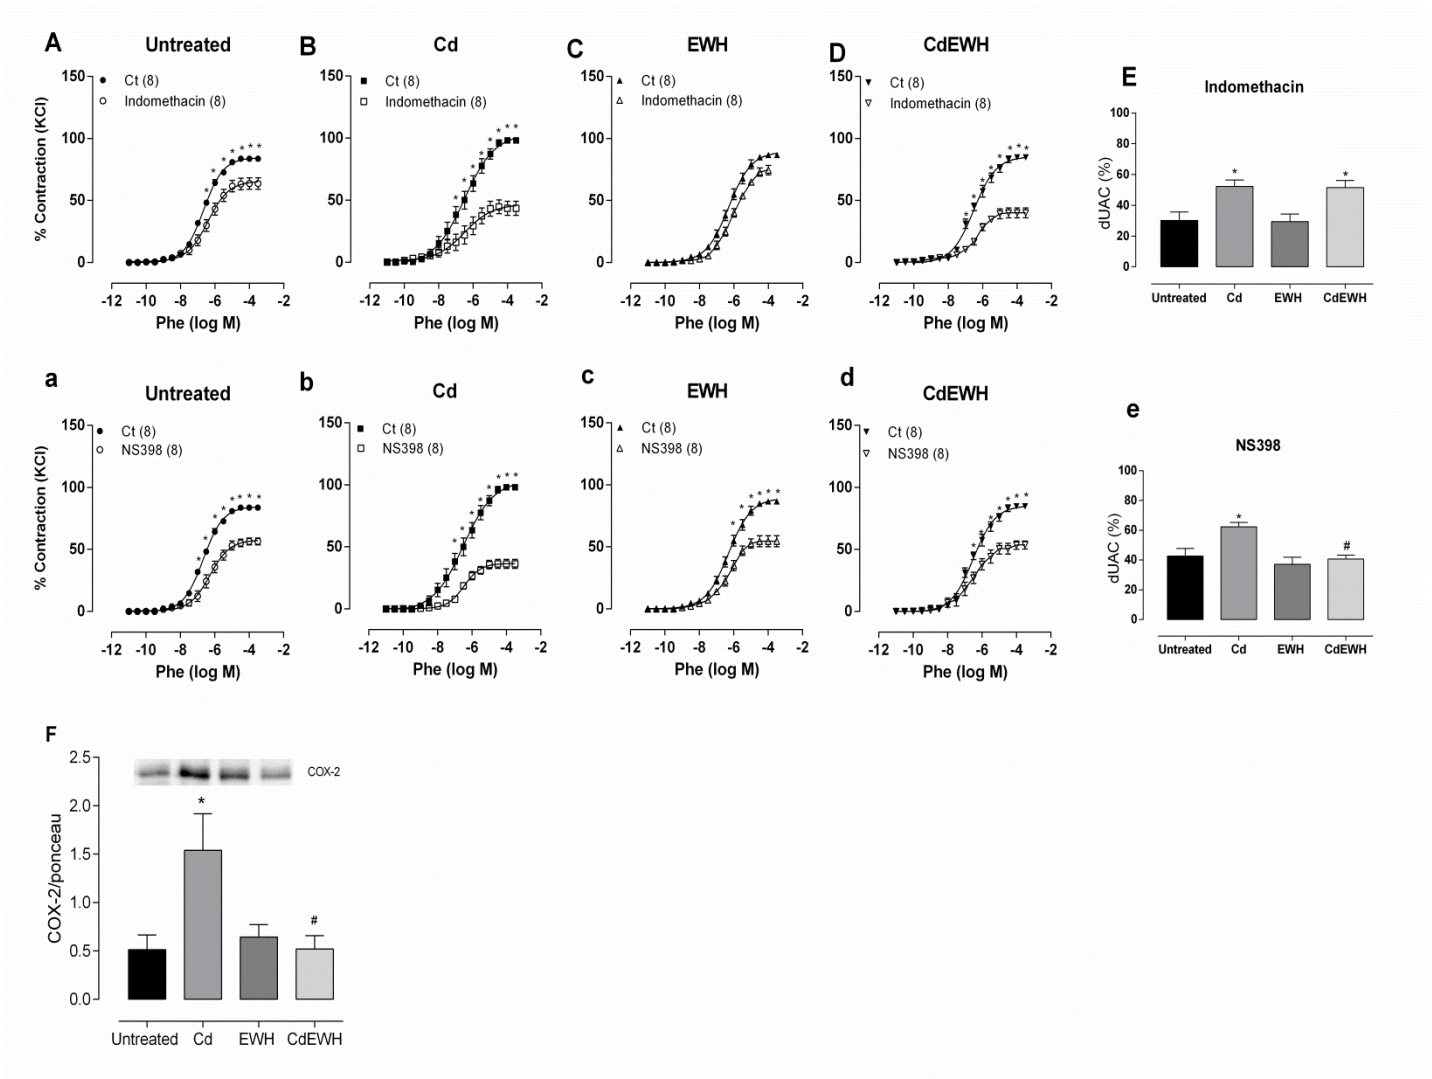 A
Untreated
Ct (8)
Indomethacin (8)
% Contraction (KCl)
150
100
50
0
-12 -10 -8 -6 -4 -2
Phe (log M)
* * * * * * *
B
Cd
Ct (8)
Indomethacin (8)
150
100
50
0
-12 -10 -8 -6 -4 -2
Phe (log M)
* * * * * * * *
C
EWH
Ct (8)
Indomethacin (8)
150
100
50
0
-12 -10 -8 -6 -4 -2
Phe (log M)
D
CdEWH
Ct (8)
Indomethacin (8)
150
100
50
0
-12 -10 -8 -6 -4 -2
Phe (log M)
* * * * * * * *
E
Indomethacin
dUAC (%)
100
80
60
40
20
0
* *
Untreated Cd EWH CdEWH
a
Untreated
Ct (8)
NS398 (8)
% Contraction (KCl)
150
100
50
0
-12 -10 -8 -6 -4 -2
Phe (log M)
* * * * * * *
b
Cd
Ct (8)
NS398 (8)
150
100
50
0
-12 -10 -8 -6 -4 -2
Phe (log M)
* * * * * * * *
c
EWH
Ct (8)
NS398 (8)
150
100
50
0
-12 -10 -8 -6 -4 -2
Phe (log M)
* * * * * *
d
CdEWH
Ct (8)
NS398 (8)
150
100
50
0
-12 -10 -8 -6 -4 -2
Phe (log M)
* * * * * * *
e
NS398
dUAC (%)
100
80
60
40
20
0
* #
Untreated Cd EWH CdEWH
F
COX-2
COX-2/ponceau
2.5
2.0
1.5
1.0
0.5
0.0
* #
Untreated Cd EWH CdEWH